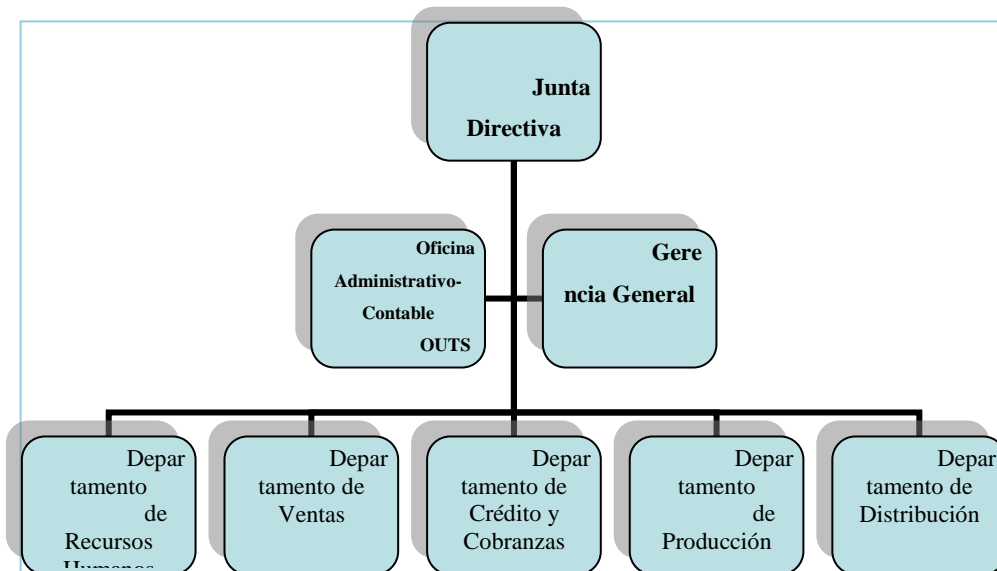 Junta
Directiva
Oficina
Administrativo-
Contable
OUTS
Gere
ncia General
Depar
tamento
de
Recursos
Humanos
Depar
tamento de
Ventas
Depar
tamento de
Crédito y
Cobranzas
Depar
tamento
de
Producción
Depar
tamento de
Distribución